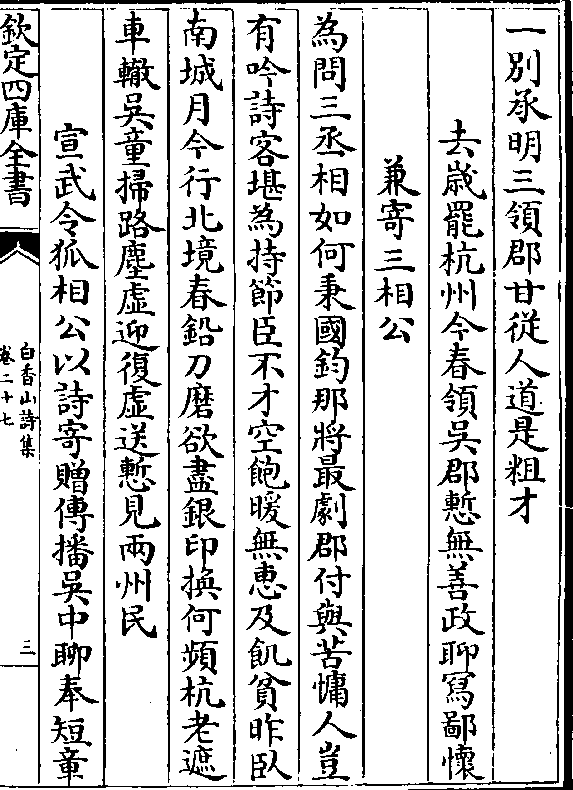 一別承明三領郡甘從人道是粗才
去歲罷杭州今春領吳郡慙無善政聊寫鄙懷
兼寄三相公
為問三丞相如何秉國鈞那將最劇郡付與苦慵人豈
有吟詩客堪為持節臣不才空飽暖無惠及飢貧昨臥
南城月今行北境春鉛刀磨欲盡銀印換何頻杭老遮
車轍吳童掃路塵虛迎復虛送慙見兩州民
宣武令狐相公以詩寄贈傳播吳中聊奉短章
欽定四庫全書
白香山詩集
卷二十七
三